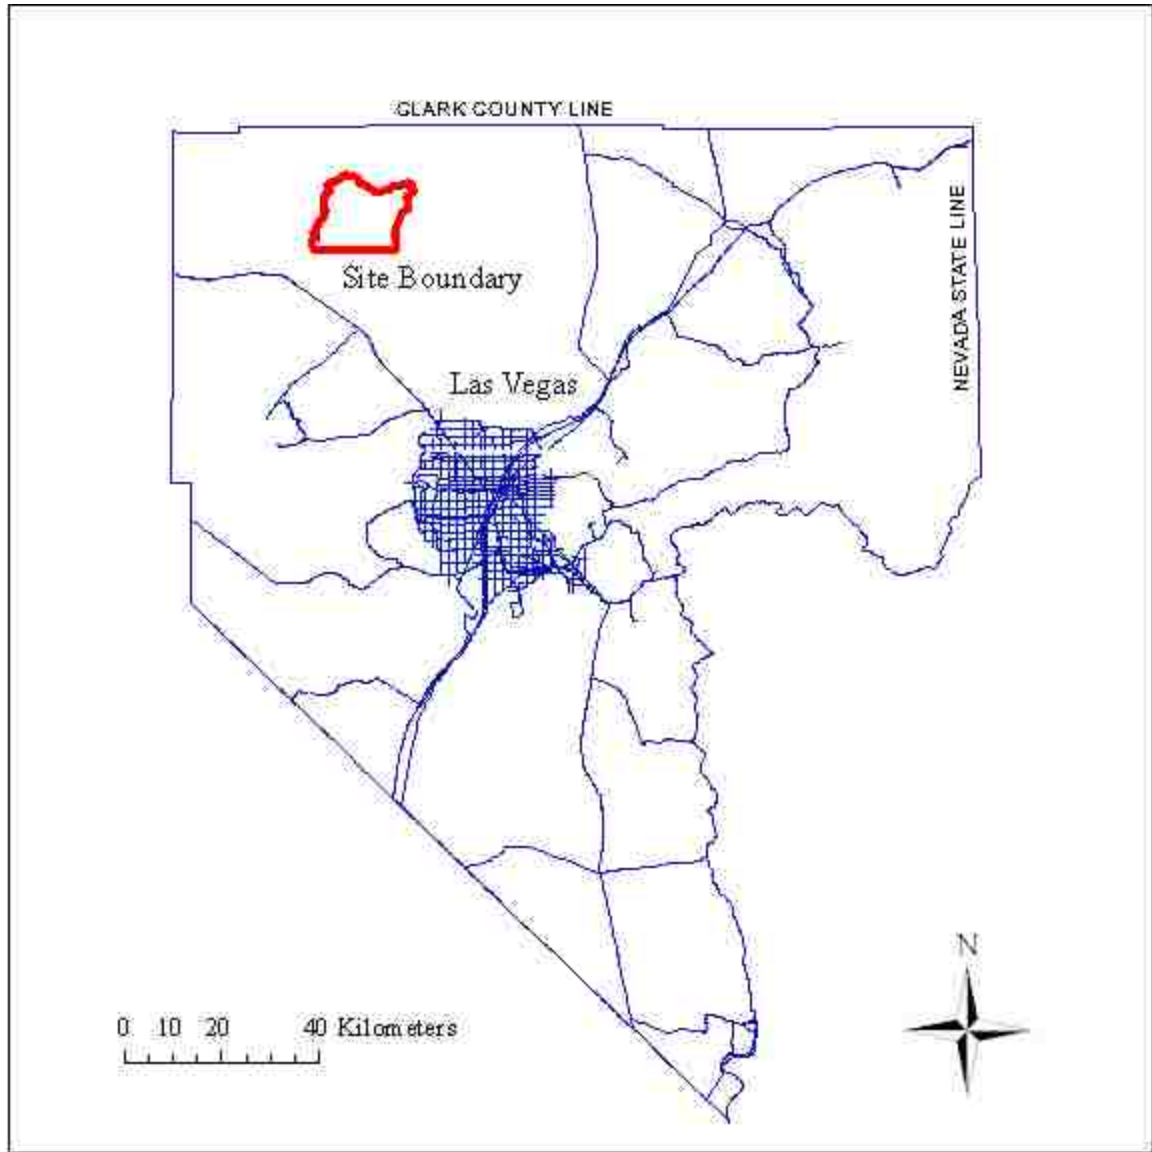 CLARK COUNTY LINE
NEVADA STATE LINE
Site Boundary
Las Vegas
N
0 10 20 40 Kilometers